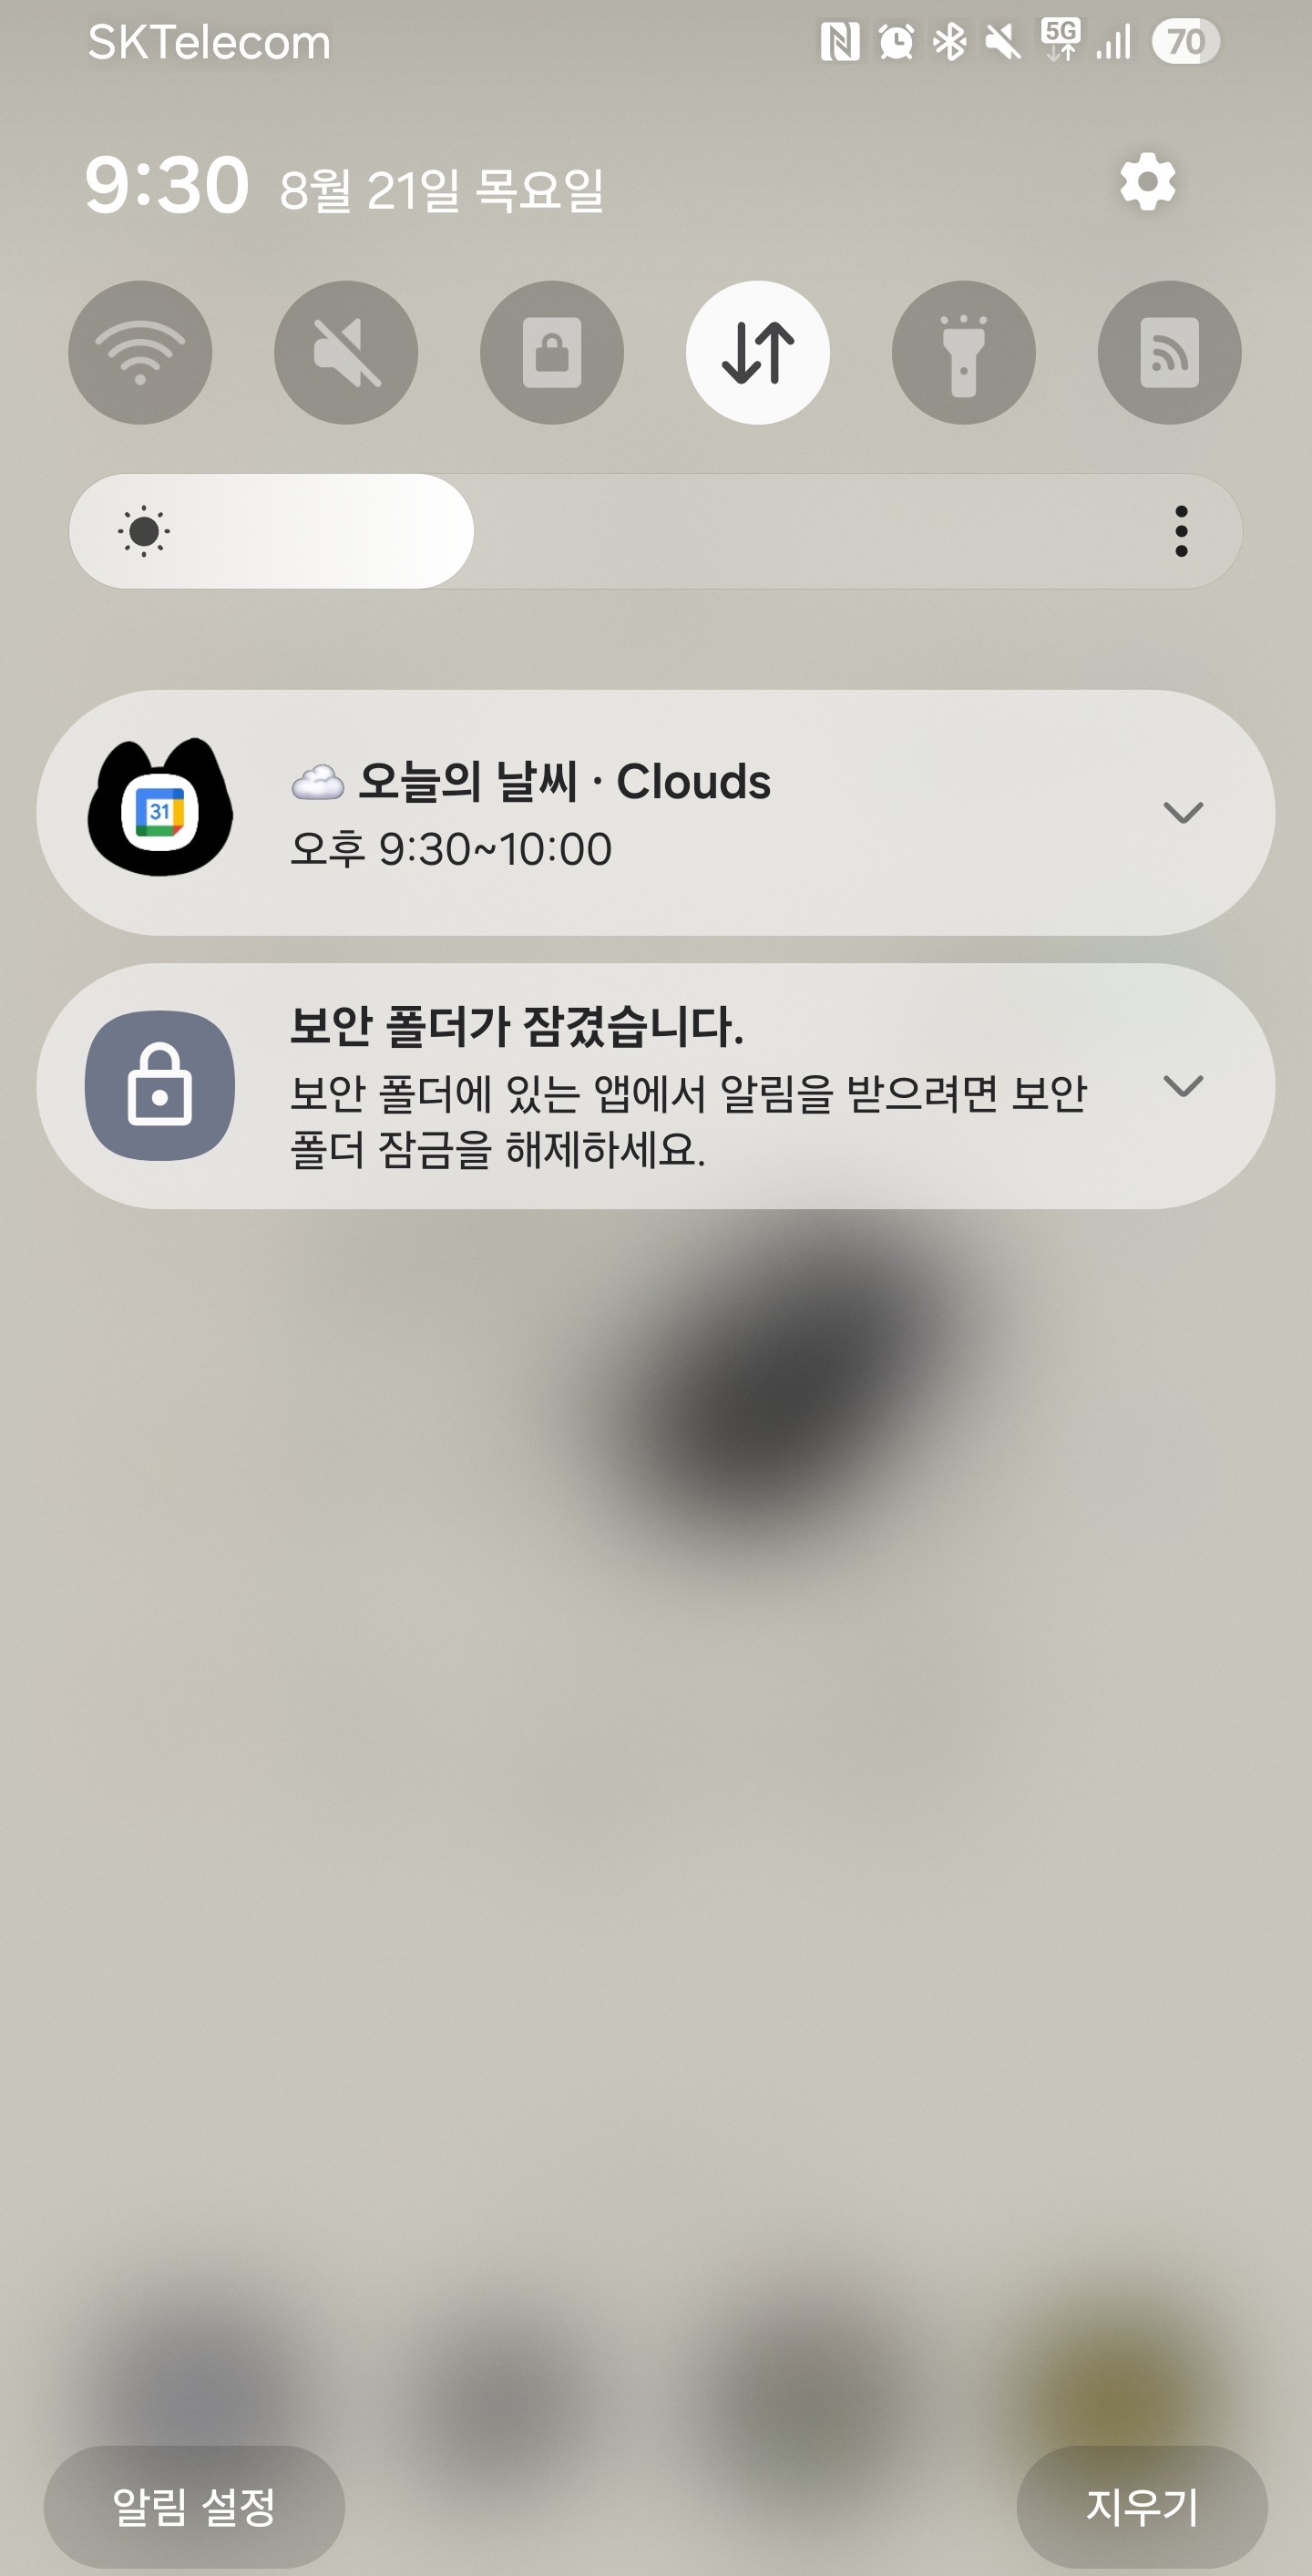 SKTelecom 5G 70
9:30 8월 21일 목요일
☁️ 오늘의 날씨 · Clouds
31
오후 9:30~10:00
보안 폴더가 잠겼습니다.
보안 폴더에 있는 앱에서 알림을 받으려면 보안
폴더 잠금을 해제하세요.
알림 설정 지우기